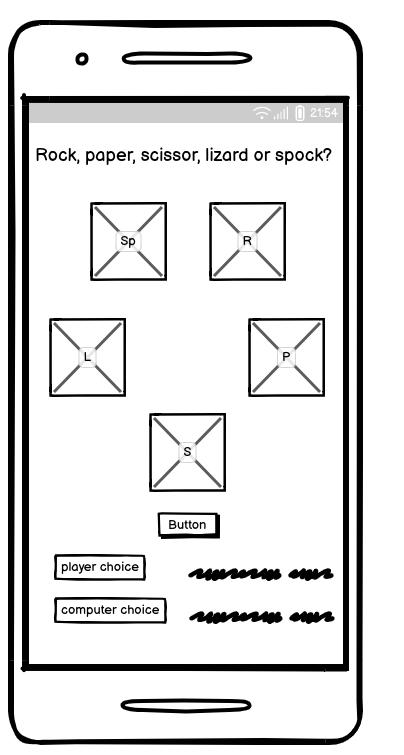 21:54
Rock, paper, scissor, lizard or spock?
Sp
R
L
P
S
Button
player choice
computer choice